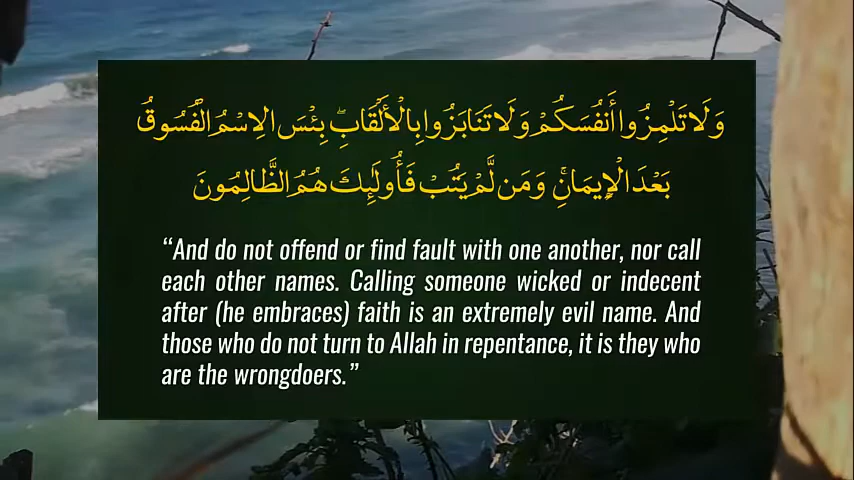 وَلَا تَلْمِزُوا أَنفُسَكُمْ وَلَا تَنَابَزُوا بِالْأَلْقَابِ ۖ بِئْسَ الِاسْمُ الْفُسُوقُ
بَعْدَ الْإِيمَانِ ۚ وَمَن لَّمْ يَتُبْ فَأُولَٰئِكَ هُمُ الظَّالِمُونَ
“And do not offend or find fault with one another, nor call
each other names. Calling someone wicked or indecent
after (he embraces) faith is an extremely evil name. And
those who do not turn to Allah in repentance, it is they who
are the wrongdoers.”